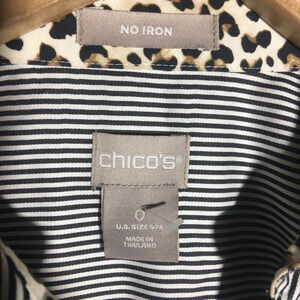 NO IRON
chico's®
0
U.S. SIZE 4/6
MADE IN
THAILAND